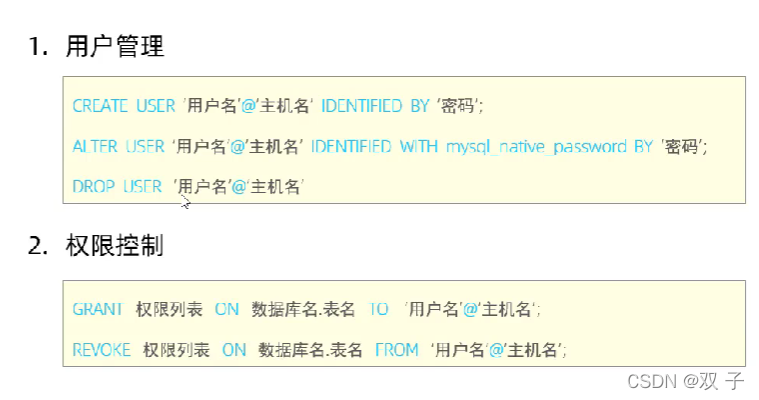 1. 用户管理
CREATE USER '用户名'@'主机名' IDENTIFIED BY '密码';
ALTER USER '用户名'@'主机名' IDENTIFIED WITH mysql_native_password BY '密码';
DROP USER '用户名'@'主机名'
2. 权限控制
GRANT 权限列表 ON 数据库名.表名 TO '用户名'@'主机名';
REVOKE 权限列表 ON 数据库名.表名 FROM '用户名'@'主机名';
CSDN @双 子